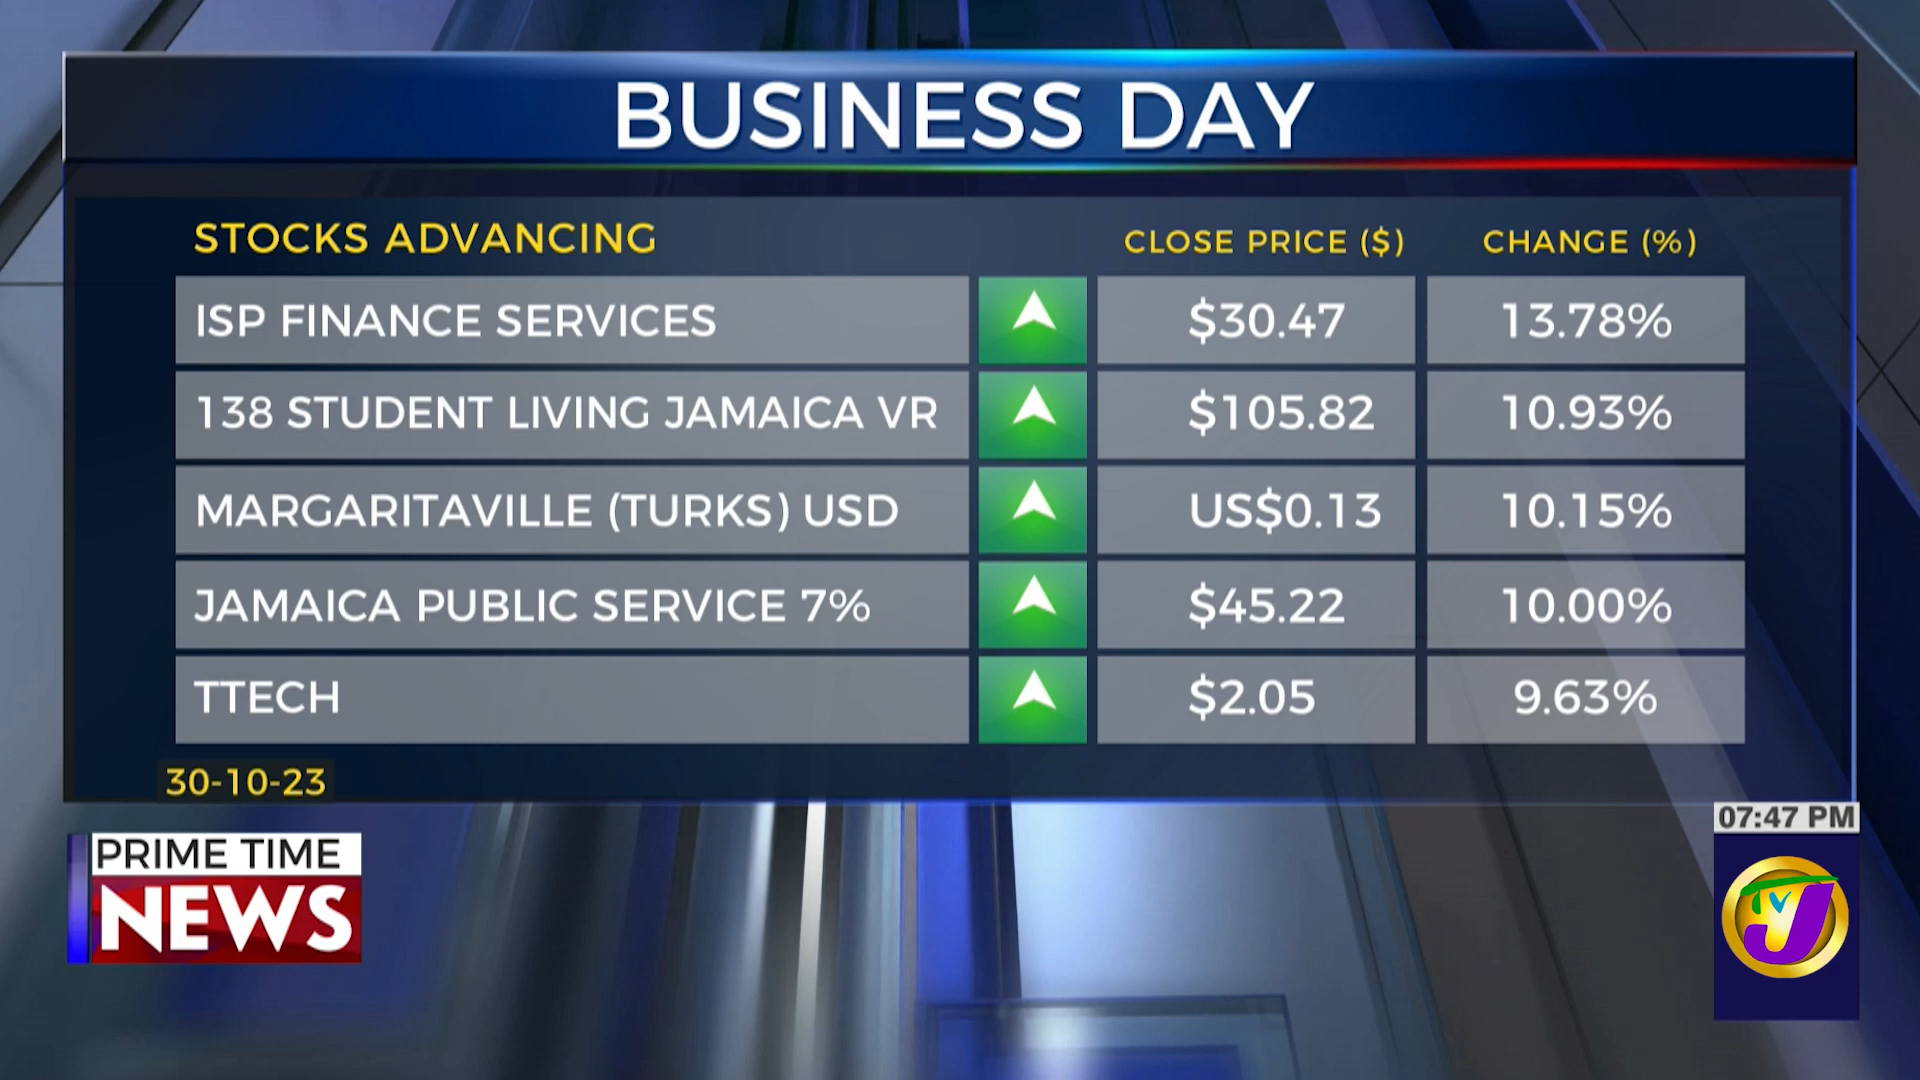 BUSINESS DAY
STOCKS ADVANCING CLOSE PRICE ($) CHANGE (%)
ISP FINANCE SERVICES $30.47 13.78%
138 STUDENT LIVING JAMAICA VR $105.82 10.93%
MARGARITAVILLE (TURKS) USD US$0.13 10.15%
JAMAICA PUBLIC SERVICE 7% $45.22 10.00%
TTECH $2.05 9.63%
30-10-23
07:47 PM
PRIME TIME
NEWS
TVJ